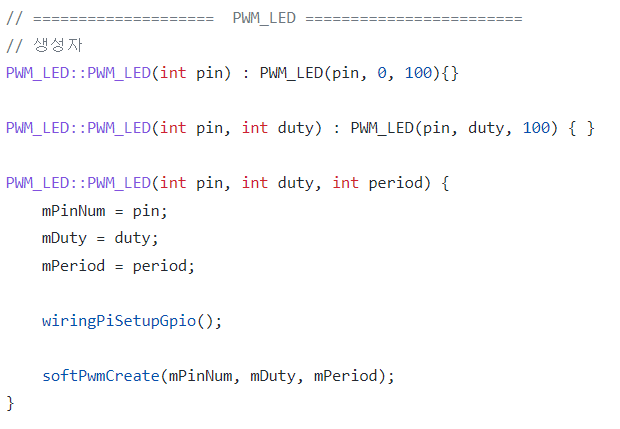 // ====================  PWM_LED ========================
// 생성자
PWM_LED::PWM_LED(int pin) : PWM_LED(pin, 0, 100){}
PWM_LED::PWM_LED(int pin, int duty) : PWM_LED(pin, duty, 100) { }
PWM_LED::PWM_LED(int pin, int duty, int period) {
    mPinNum = pin;
    mDuty = duty;
    mPeriod = period;
    wiringPiSetupGpio();
    softPwmCreate(mPinNum, mDuty, mPeriod);
}